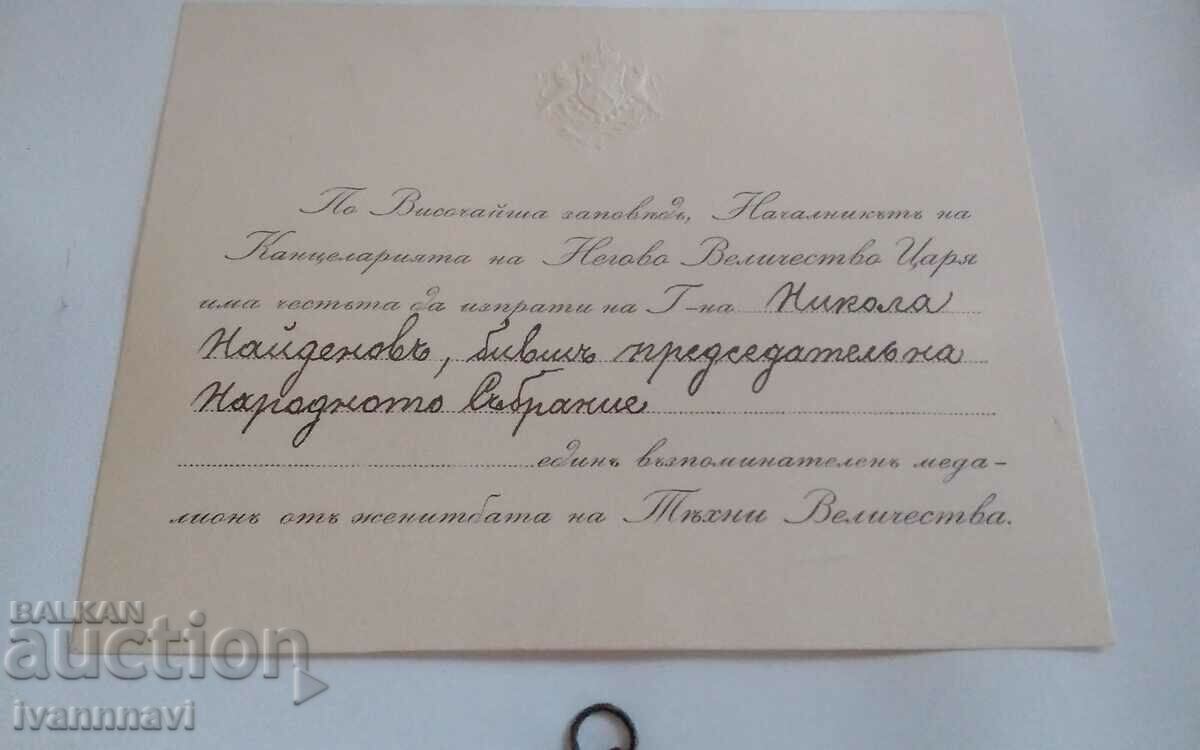 По Височайша заповѣдь, Началникътъ на
Канцеларията на Негово Величество Царя
има честьта да изпрати на Г-на Никола
Найденовъ, бившъ председатель на
Народното Събрание
единъ възпоминателенъ меда-
лионъ отъ женитбата на Тѣхни Величества.
BALKAN
auction
ivannnavi